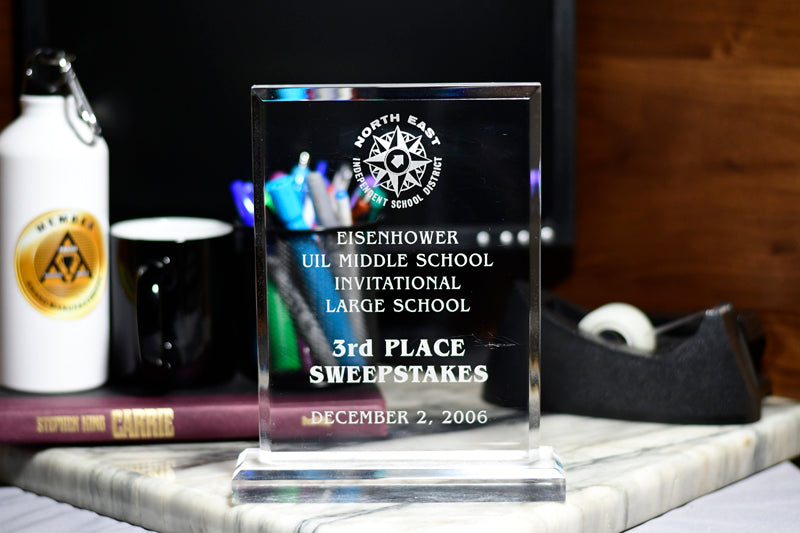 NORTH EAST
INDEPENDENT SCHOOL DISTRICT
EISENHOWER
UIL MIDDLE SCHOOL
INVITATIONAL
LARGE SCHOOL
3rd PLACE
SWEEPSTAKES
DECEMBER 2, 2006
MEMBER
STEPHEN KING CARRIE